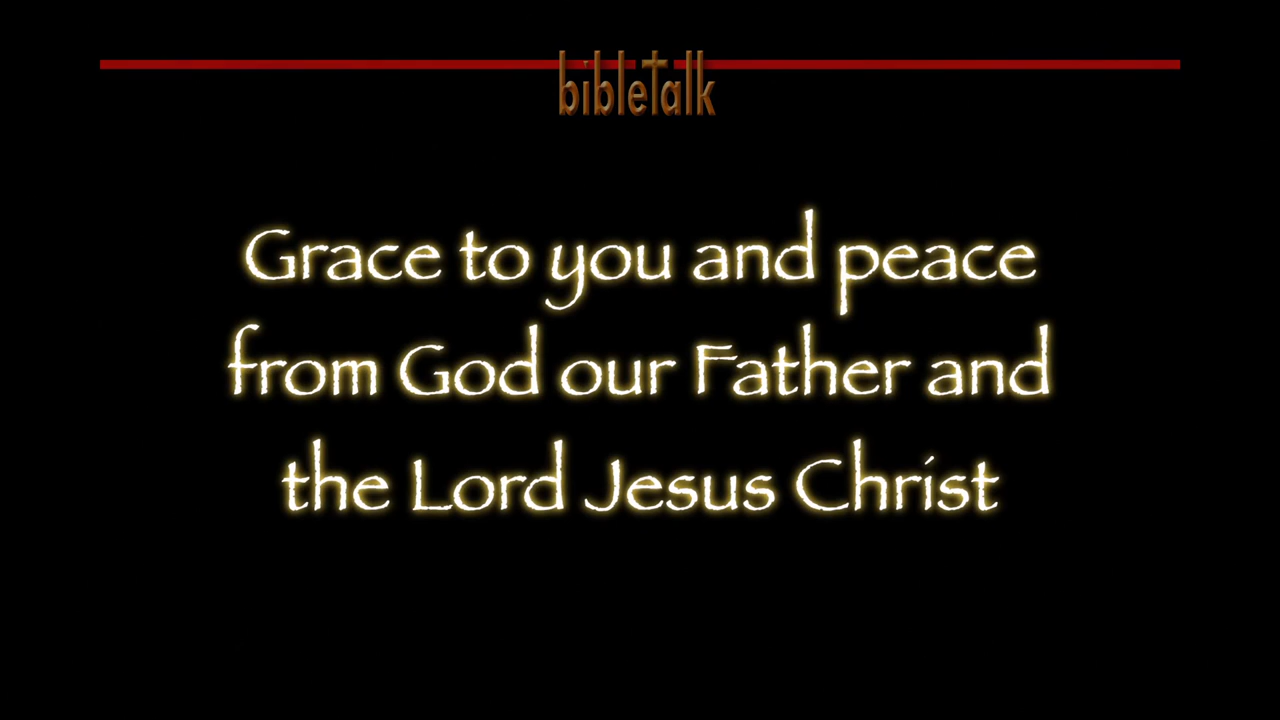 bibleTalk
Grace to you and peace
from God our Father and
the Lord Jesus Christ